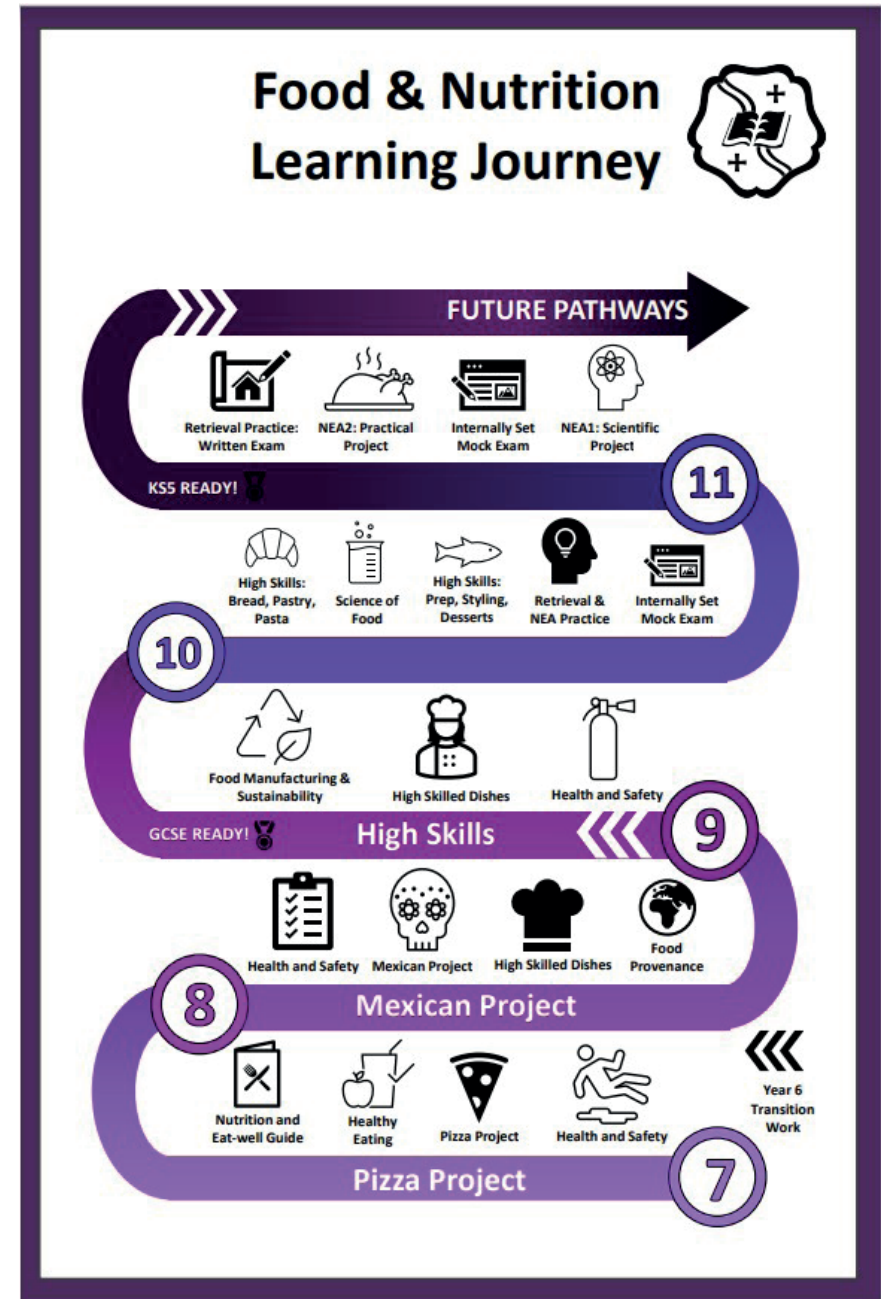 Food & Nutrition
Learning Journey
FUTURE PATHWAYS
Retrieval Practice:
Written Exam
NEA2: Practical
Project
Internally Set
Mock Exam
NEA1: Scientific
Project
KS5 READY!
11
High Skills:
Bread, Pastry,
Pasta
Science of
Food
High Skills:
Prep, Styling,
Desserts
Retrieval &
NEA Practice
Internally Set
Mock Exam
10
Food Manufacturing &
Sustainability
High Skilled Dishes
Health and Safety
GCSE READY!
High Skills
9
Health and Safety
Mexican Project
High Skilled Dishes
Food
Provenance
8
Mexican Project
Nutrition and
Eat-well Guide
Healthy
Eating
Pizza Project
Health and Safety
Year 6
Transition
Work
Pizza Project
7